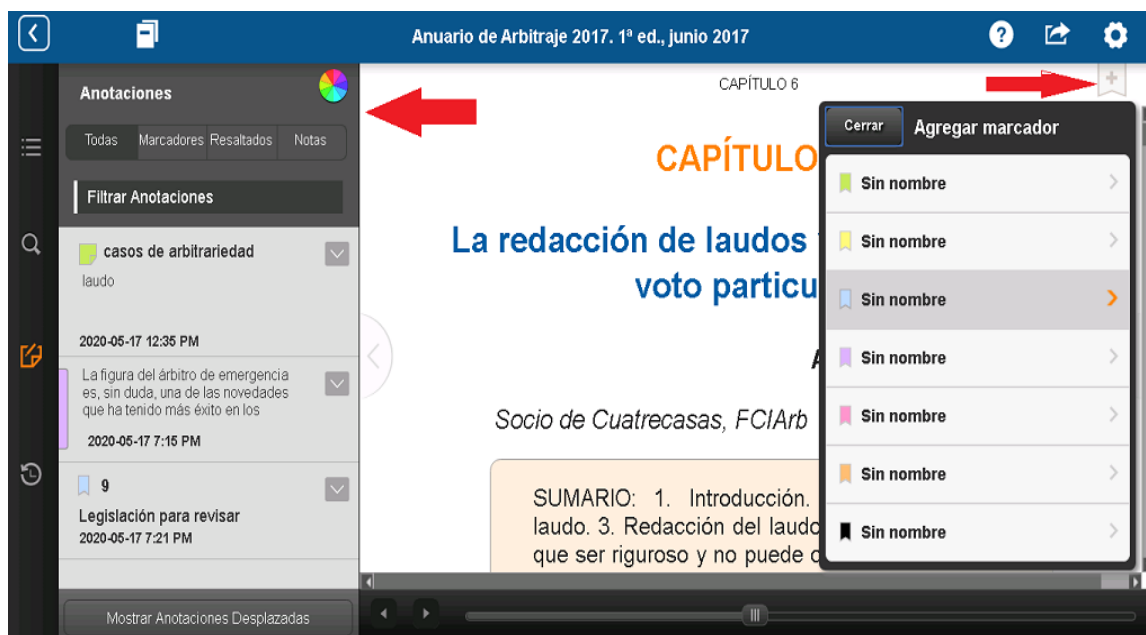 Anuario de Arbitraje 2017. 1ª ed., junio 2017
Anotaciones
Todas Marcadores Resaltados Notas
Filtrar Anotaciones
casos de arbitrariedad
laudo
2020-05-17 12:35 PM
La figura del árbitro de emergencia
es, sin duda, una de las novedades
que ha tenido más éxito en los
2020-05-17 7:15 PM
9
Legislación para revisar
2020-05-17 7:21 PM
Mostrar Anotaciones Desplazadas
CAPÍTULO 6
CAPÍTULO
La redacción de laudos
voto particu
Socio de Cuatrecasas, FCIArb
SUMARIO: 1. Introducción.
laudo. 3. Redacción del laudo
que ser riguroso y no puede
Cerrar Agregar marcador
Sin nombre
Sin nombre
Sin nombre
Sin nombre
Sin nombre
Sin nombre
Sin nombre